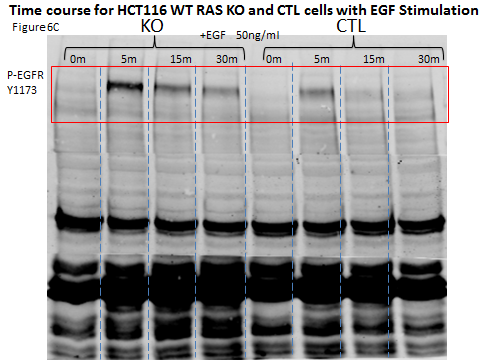 Time course for HCT116 WT RAS KO and CTL cells with EGF Stimulation
Figure6C
KO +EGF 50ng/ml CTL
0m 5m 15m 30m 0m 5m 15m 30m
P-EGFR
Y1173